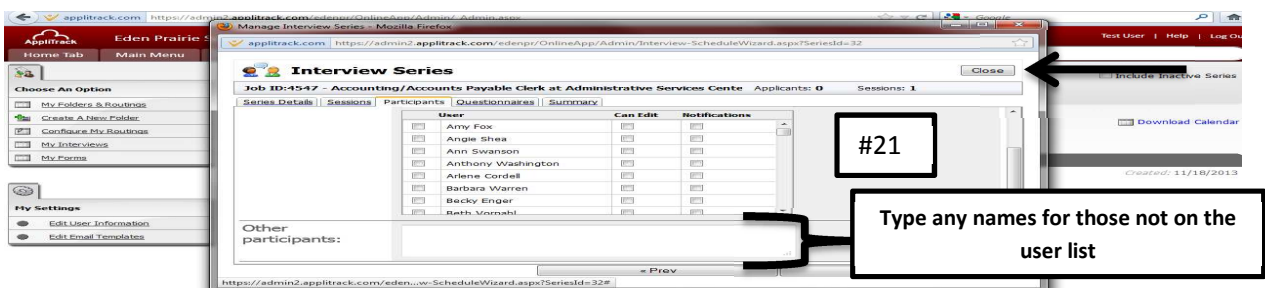 applitrack.com https://admin2.applitrack.com/edenpr/OnlineApp/Admin/_Admin.aspx
Google
Manage Interview Series - Mozilla Firefox
applitrack.com https://admin2.applitrack.com/edenpr/OnlineApp/Admin/Interview-ScheduleWizard.aspx?SeriesId=32
AppliTrack
Eden Prairie S
Test User | Help | Log Ou
Home Tab Main Menu
Interview Series
Close
Include Inactive Series
Job ID:4547 - Accounting/Accounts Payable Clerk at Administrative Services Cente Applicants: 0 Sessions: 1
Choose An Option
Series Details Sessions Participants Questionnaires Summary
My Folders & Routings
Create A New Folder
Configure My Routings
My Interviews
My Forms
User Can Edit Notifications
Amy Fox
Angie Shea
Ann Swanson
Anthony Washington
Arlene Cordell
Barbara Warren
Becky Enger
Beth Vornahl
#21
Download Calendar
Created: 11/18/2013
My Settings
Edit User Information
Edit Email Templates
Other
participants:
Type any names for those not on the
user list
« Prev
https://admin2.applitrack.com/eden...w-ScheduleWizard.aspx?SeriesId=32#